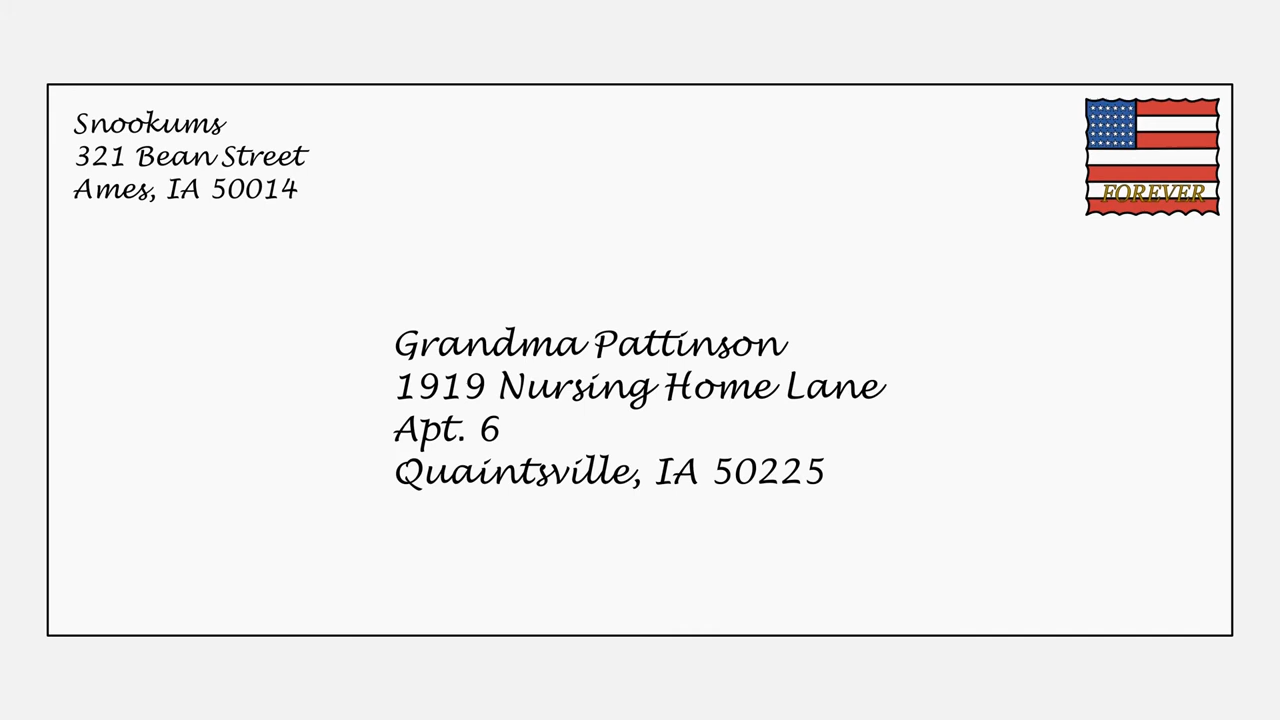 Snookums
321 Bean Street
Ames, IA 50014
FOREVER
Grandma Pattinson
1919 Nursing Home Lane
Apt. 6
Quaintsville, IA 50225